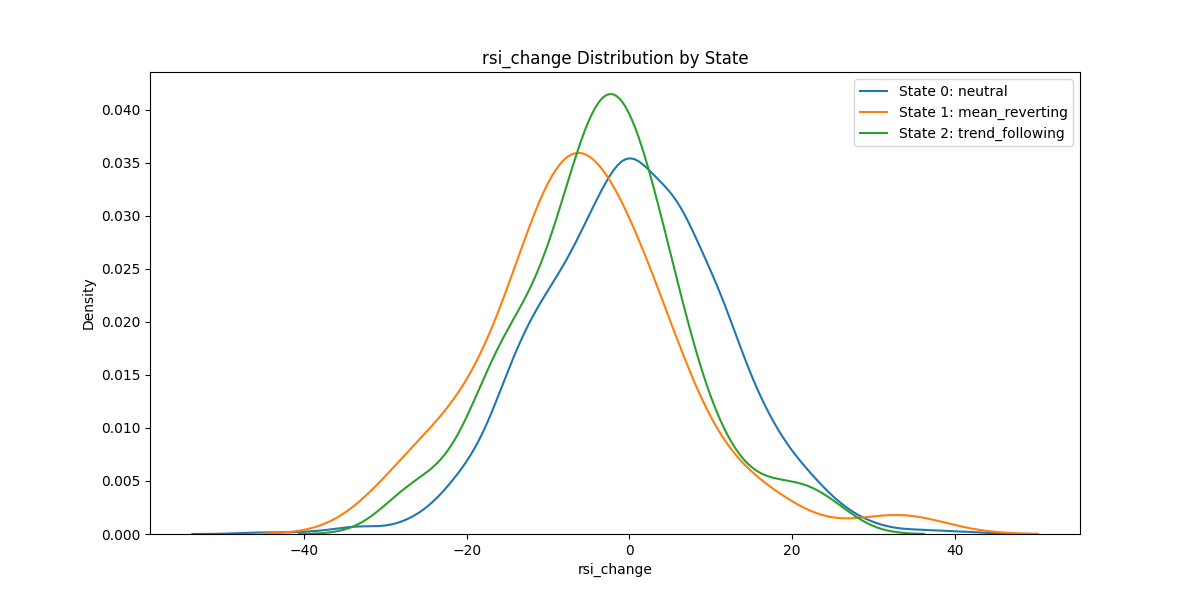 rsi_change Distribution by State
State 0: neutral
State 1: mean_reverting
State 2: trend_following
Density
0.040
0.035
0.030
0.025
0.020
0.015
0.010
0.005
0.000
−40
−20
0
20
40
rsi_change